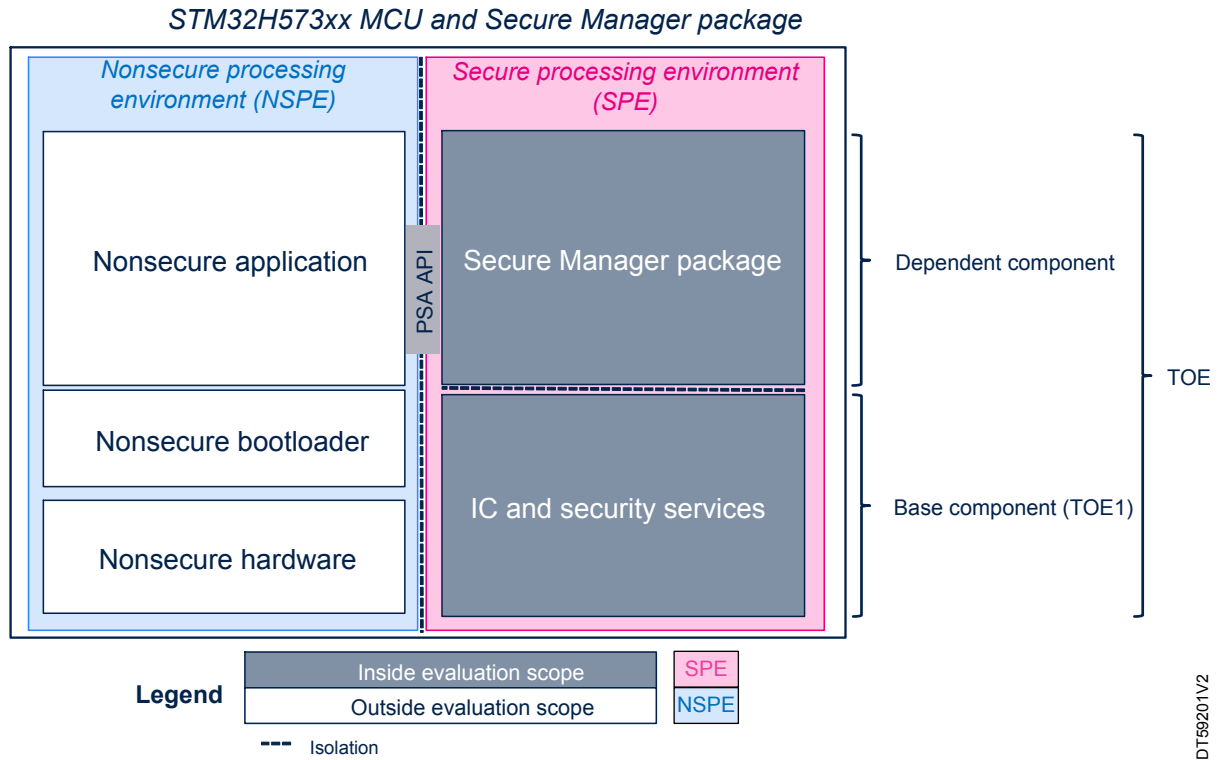 STM32H573xx MCU and Secure Manager package
Nonsecure processing
environment (NSPE)
Secure processing environment
(SPE)
Nonsecure application
PSA API
Secure Manager package
Dependent component
TOE
Nonsecure bootloader
Nonsecure hardware
IC and security services
Base component (TOE1)
Legend
Inside evaluation scope
Outside evaluation scope
SPE
NSPE
Isolation
DT59201V2